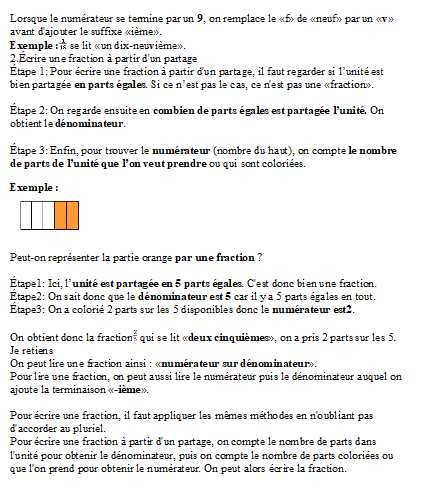 Lorsque le numérateur se termine par un 9, on remplace le «f» de «neuf» par un «v»
avant d'ajouter le suffixe «ième».
Exemple : se lit «un dix-neuvième».
2.Écrire une fraction à partir d'un partage
Étape 1: Pour écrire une fraction à partir d'un partage, il faut regarder si l'unité est
bien partagée en parts égales. Si ce n'est pas le cas, ce n'est pas une «fraction».
Étape 2: On regarde ensuite en combien de parts égales est partagée l'unité. On
obtient le dénominateur.
Étape 3: Enfin, pour trouver le numérateur (nombre du haut), on compte le nombre
de parts de l'unité que l'on veut prendre ou qui sont coloriées.
Exemple :
Peut-on représenter la partie orange par une fraction ?
Étape1: Ici, l'unité est partagée en 5 parts égales. C'est donc bien une fraction.
Étape2: On sait donc que le dénominateur est 5 car il y a 5 parts égales en tout.
Étape3: On a colorié 2 parts sur les 5 disponibles donc le numérateur est2.
On obtient donc la fraction 2/5 qui se lit «deux cinquièmes», on a pris 2 parts sur les 5.
Je retiens
On peut lire une fraction ainsi : «numérateur sur dénominateur».
Pour lire une fraction, on peut aussi lire le numérateur puis le dénominateur auquel on
ajoute la terminaison «-ième».
Pour écrire une fraction, il faut appliquer les mêmes méthodes en n'oubliant pas
d'accorder au pluriel.
Pour écrire une fraction à partir d'un partage, on compte le nombre de parts dans
l'unité pour obtenir le dénominateur, puis on compte le nombre de parts coloriées ou
que l'on prend pour obtenir le numérateur. On peut alors écrire la fraction.